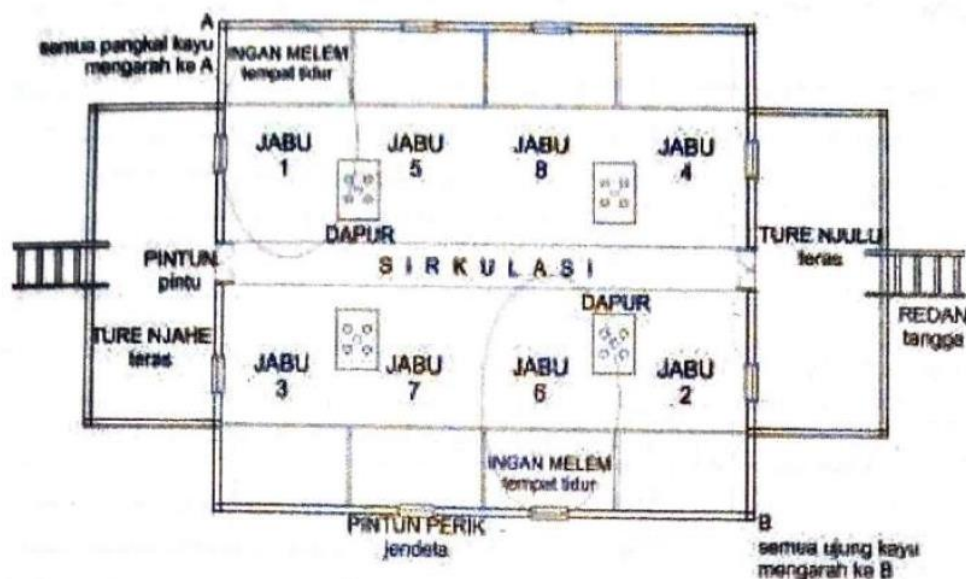 A
semua pangkal kayu
mengarah ke A
INGAN MELEM
tempat tidur
JABU
1
JABU
5
JABU
8
JABU
4
DAPUR
PINTUN
pintu
SIRKULASI
TURE NJULU
teras
DAPUR
REDAN
tangga
TURE NJAHE
teras
JABU
3
JABU
7
JABU
6
JABU
2
INGAN MELEM
tempat tidur
PINTUN PERIK
jendela
B
semua ujung kayu
mengarah ke B